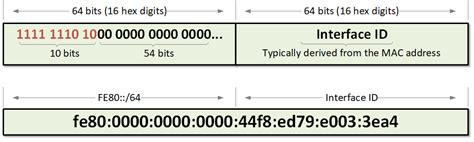 64 bits (16 hex digits) 64 bits (16 hex digits)
1111 1110 1000 0000 0000 0000... Interface ID
10 bits 54 bits Typically derived from the MAC address
FE80::/64 Interface ID
fe80:0000:0000:0000:44f8:ed79:e003:3ea4